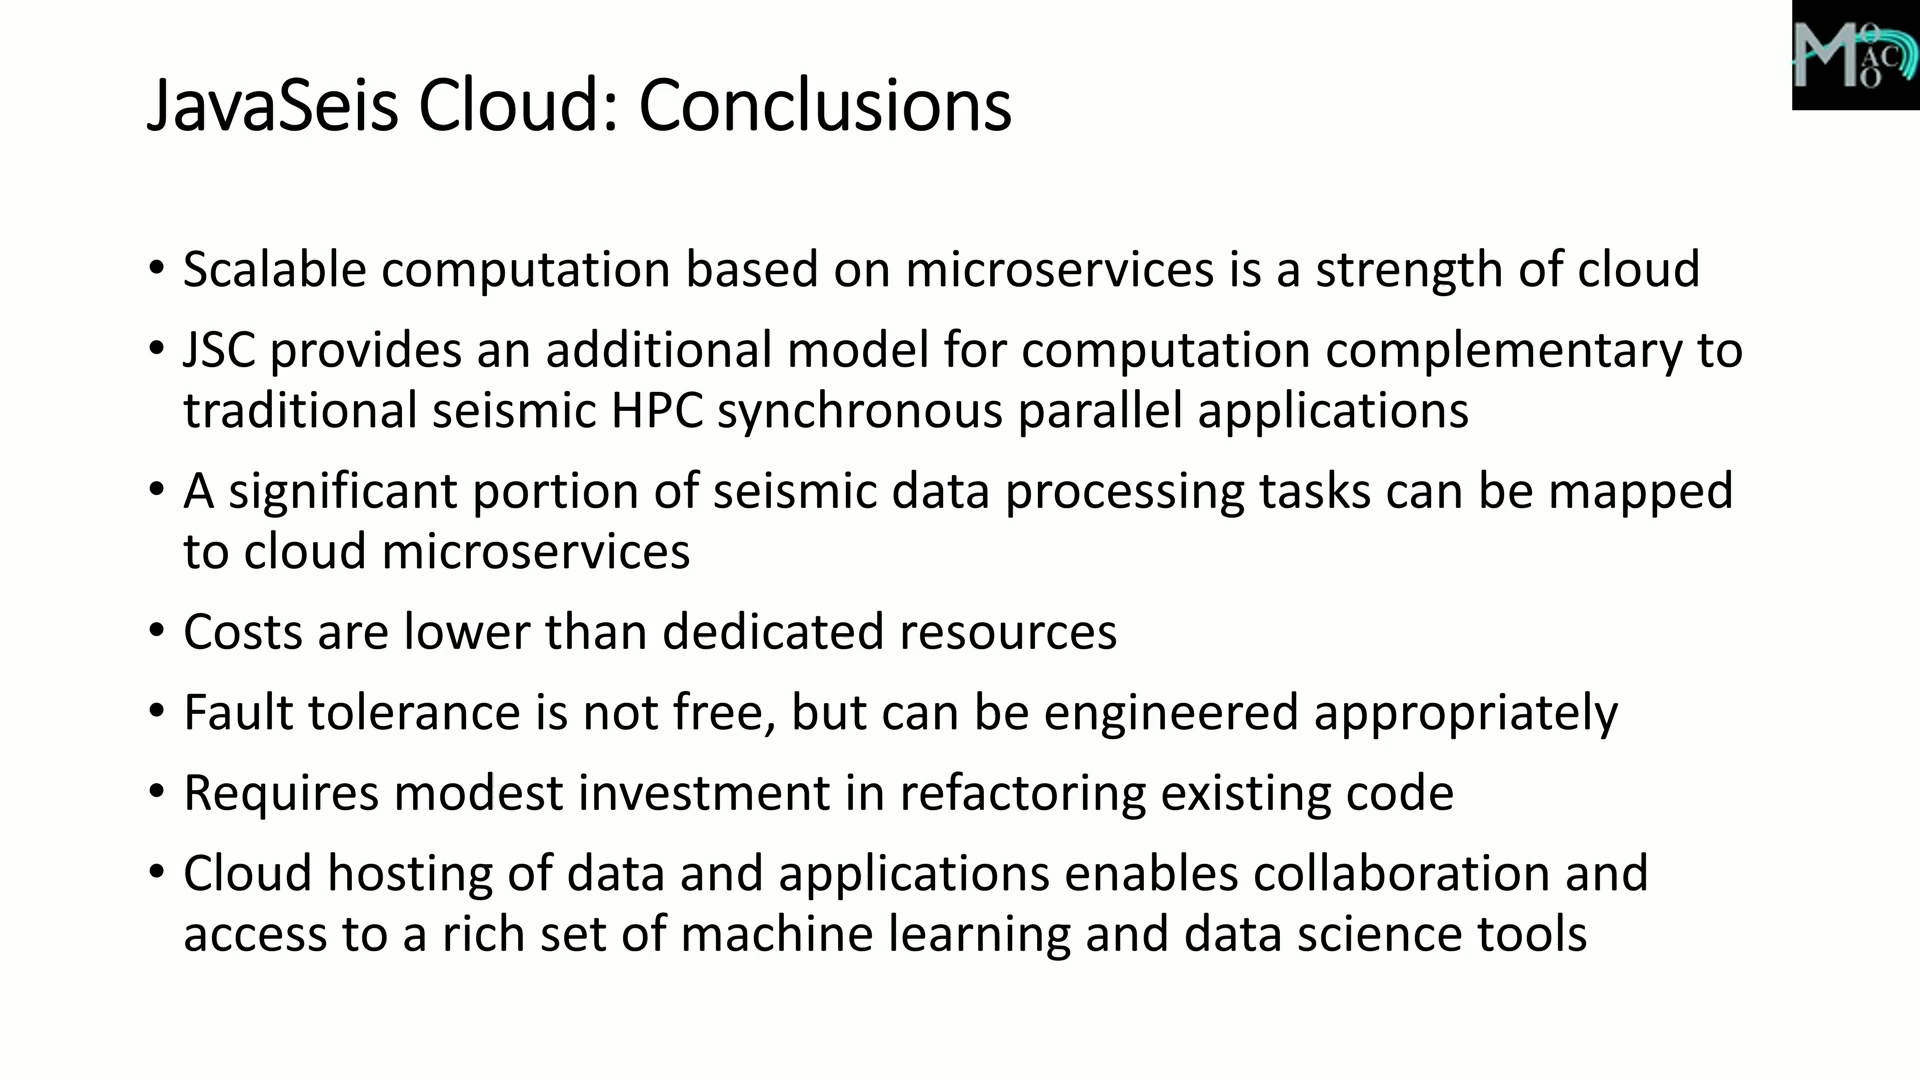 JavaSeis Cloud: Conclusions
MOACO
• Scalable computation based on microservices is a strength of cloud
• JSC provides an additional model for computation complementary to
traditional seismic HPC synchronous parallel applications
• A significant portion of seismic data processing tasks can be mapped
to cloud microservices
• Costs are lower than dedicated resources
• Fault tolerance is not free, but can be engineered appropriately
• Requires modest investment in refactoring existing code
• Cloud hosting of data and applications enables collaboration and
access to a rich set of machine learning and data science tools